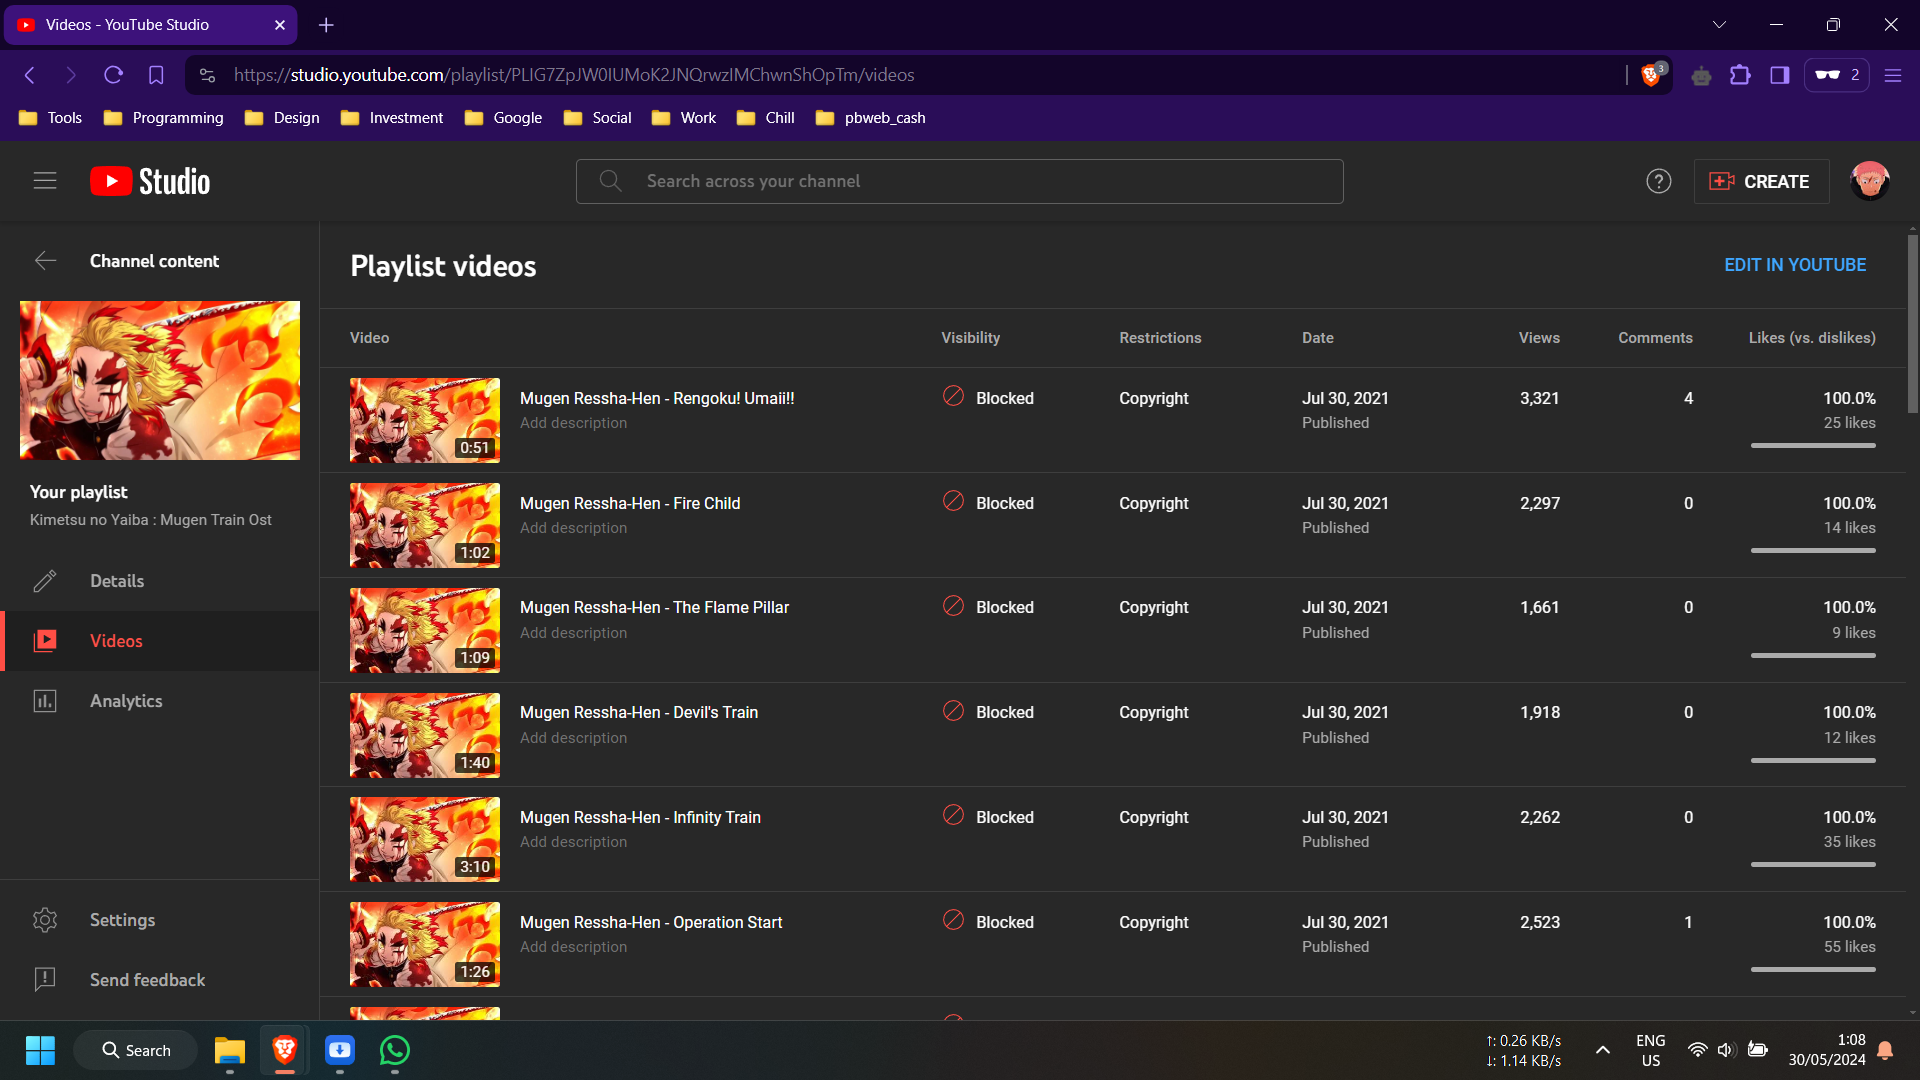 Videos - YouTube Studio
https://studio.youtube.com/playlist/PLIG7ZpJW0IUMoK2JNQrwzIMChwnShOpTm/videos
3
2
Tools Programming Design Investment Google Social Work Chill pbweb_cash
Studio
Search across your channel
CREATE
Channel content
Your playlist
Kimetsu no Yaiba : Mugen Train Ost
Details
Videos
Analytics
Settings
Send feedback
Playlist videos
EDIT IN YOUTUBE
Video Visibility Restrictions Date Views Comments Likes (vs. dislikes)
Mugen Ressha-Hen - Rengoku! Umaii!! Blocked Copyright Jul 30, 2021 3,321 4 100.0%
Add description Published 25 likes
0:51
Mugen Ressha-Hen - Fire Child Blocked Copyright Jul 30, 2021 2,297 0 100.0%
Add description Published 14 likes
1:02
Mugen Ressha-Hen - The Flame Pillar Blocked Copyright Jul 30, 2021 1,661 0 100.0%
Add description Published 9 likes
1:09
Mugen Ressha-Hen - Devil's Train Blocked Copyright Jul 30, 2021 1,918 0 100.0%
Add description Published 12 likes
1:40
Mugen Ressha-Hen - Infinity Train Blocked Copyright Jul 30, 2021 2,262 0 100.0%
Add description Published 35 likes
3:10
Mugen Ressha-Hen - Operation Start Blocked Copyright Jul 30, 2021 2,523 1 100.0%
Add description Published 55 likes
1:26
Search
↑: 0.26 KB/s
↓: 1.14 KB/s
ENG
US
1:08
30/05/2024